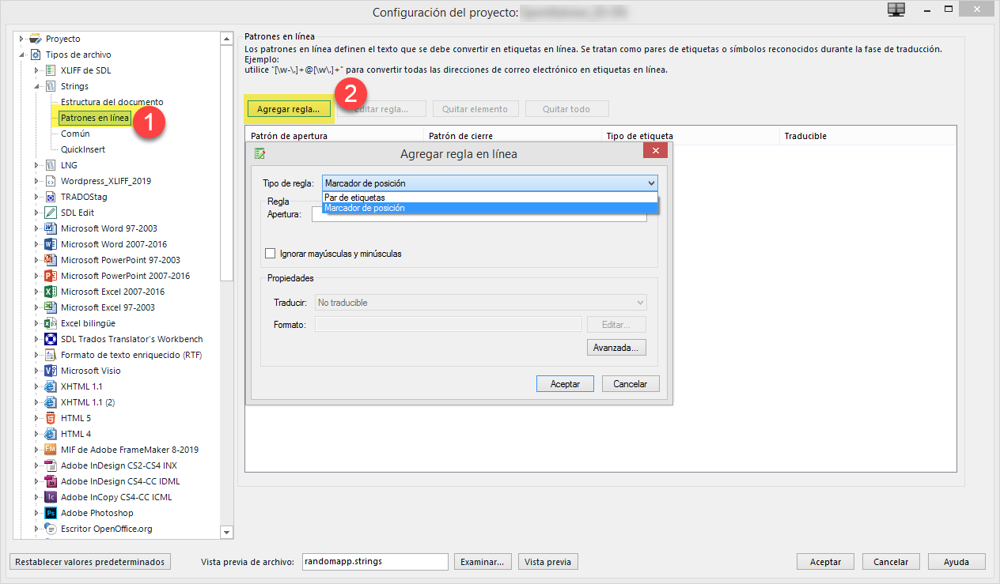 Configuración del proyecto:
Proyecto
Tipos de archivo
XLIFF de SDL
Strings
Estructura del documento
Patrones en línea
1
Común
QuickInsert
LNG
Wordpress_XLIFF_2019
TRADOStag
SDL Edit
Microsoft Word 97-2003
Microsoft Word 2007-2016
Microsoft PowerPoint 97-2003
Microsoft PowerPoint 2007-2016
Microsoft Excel 2007-2016
Microsoft Excel 97-2003
Excel bilingüe
SDL Trados Translator's Workbench
Formato de texto enriquecido (RTF)
Microsoft Visio
XHTML 1.1
XHTML 1.1 (2)
HTML 5
HTML 4
MIF de Adobe FrameMaker 8-2019
Adobe InDesign CS2-CS4 INX
Adobe InDesign CS4-CC IDML
Adobe InCopy CS4-CC ICML
Adobe Photoshop
Escritor OpenOffice.org
Patrones en línea
Los patrones en línea definen el texto que se debe convertir en etiquetas en línea. Se tratan como pares de etiquetas o símbolos reconocidos durante la fase de traducción.
Ejemplo:
utilice "[\w-\.]+@[\w\.]+" para convertir todas las direcciones de correo electrónico en etiquetas en línea.
Agregar regla...
2
ditar regla...
Quitar elemento
Quitar todo
Patrón de apertura
Patrón de cierre
Tipo de etiqueta
Traducible
Agregar regla en línea
Tipo de regla:
Marcador de posición
Par de etiquetas
Marcador de posición
Regla
Apertura:
Ignorar mayúsculas y minúsculas
Propiedades
Traducir:
No traducible
Formato:
Editar...
Avanzada...
Aceptar
Cancelar
Restablecer valores predeterminados
Vista previa de archivo:
randomapp.strings
Examinar...
Vista previa
Aceptar
Cancelar
Ayuda